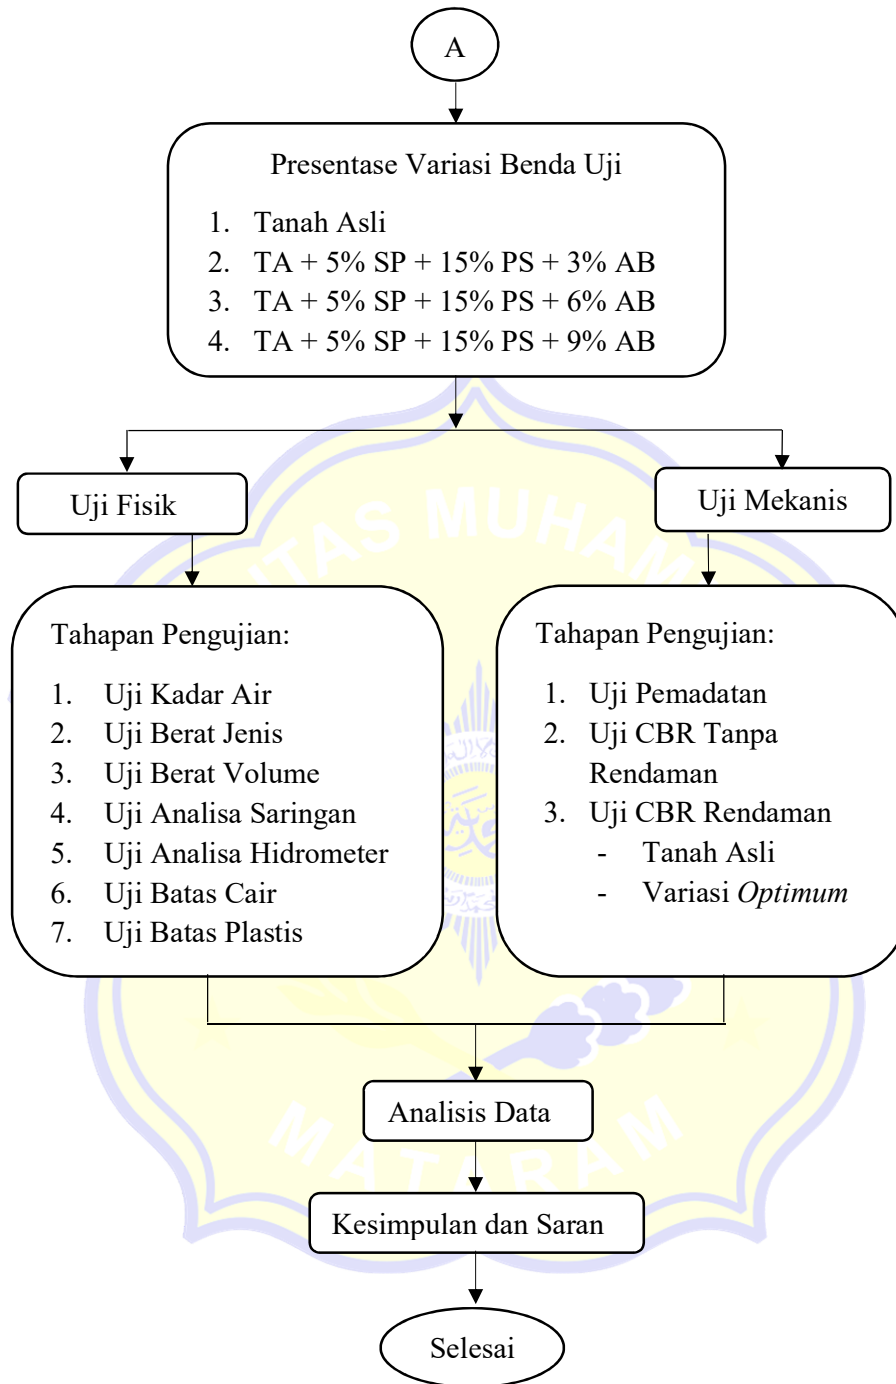 A
Presentase Variasi Benda Uji
1. Tanah Asli
2. TA + 5% SP + 15% PS + 3% AB
3. TA + 5% SP + 15% PS + 6% AB
4. TA + 5% SP + 15% PS + 9% AB
Uji Fisik
Uji Mekanis
Tahapan Pengujian:
1. Uji Kadar Air
2. Uji Berat Jenis
3. Uji Berat Volume
4. Uji Analisa Saringan
5. Uji Analisa Hidrometer
6. Uji Batas Cair
7. Uji Batas Plastis
Tahapan Pengujian:
1. Uji Pemadatan
2. Uji CBR Tanpa
Rendaman
3. Uji CBR Rendaman
- Tanah Asli
- Variasi Optimum
Analisis Data
Kesimpulan dan Saran
Selesai
MATARAM